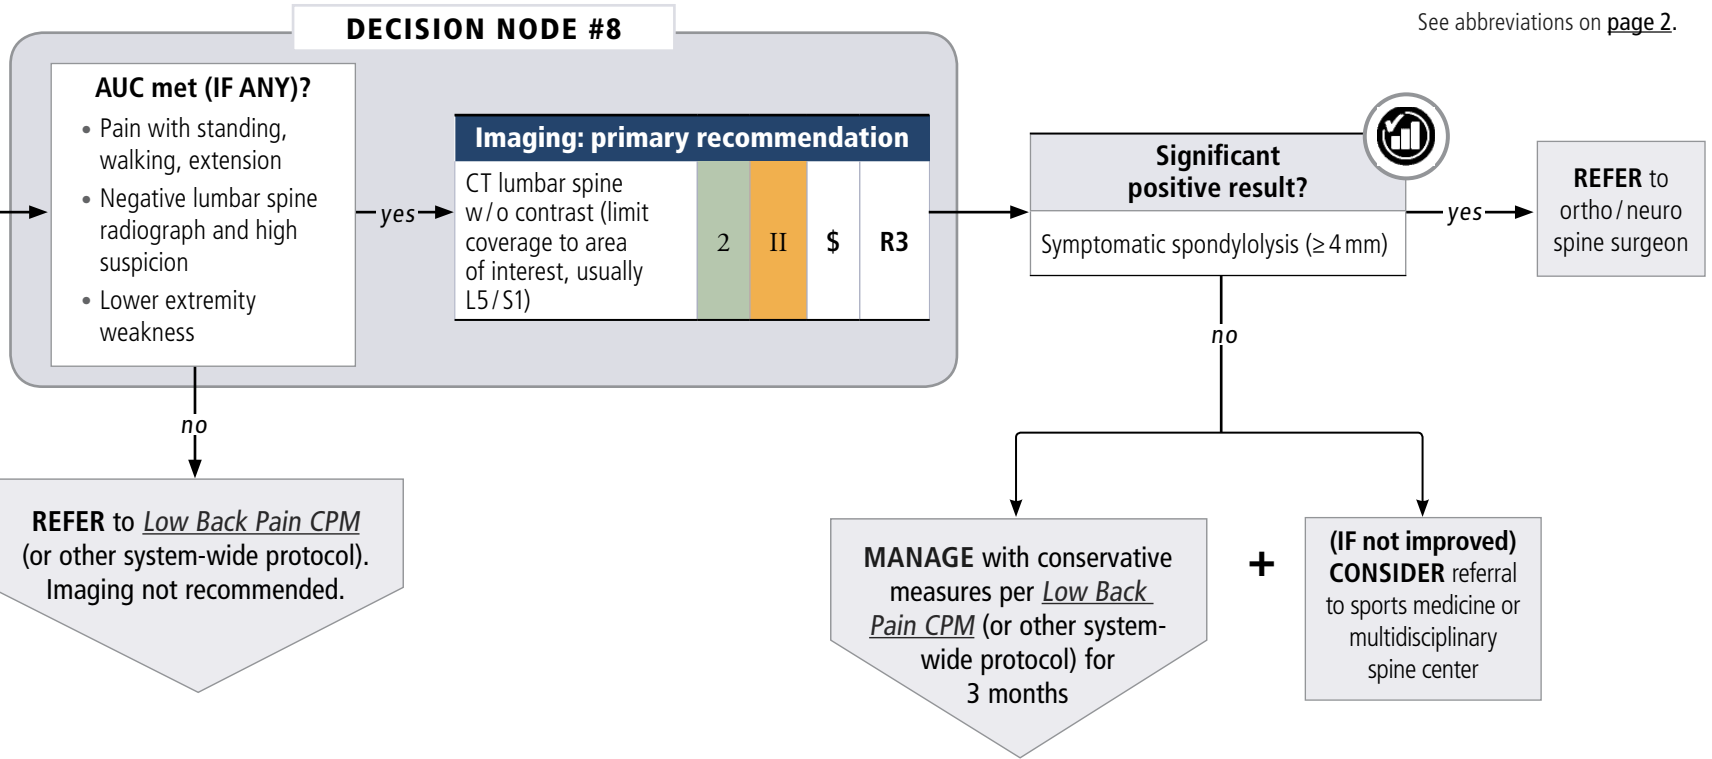 DECISION NODE #8
See abbreviations on page 2.
AUC met (IF ANY)?
• Pain with standing,
walking, extension
• Negative lumbar spine
radiograph and high
suspicion
• Lower extremity
weakness
yes
Imaging: primary recommendation
CT lumbar spine
w/o contrast (limit
coverage to area
of interest, usually
L5/S1)
2
II
$
R3
Significant
positive result?
Symptomatic spondylolysis (≥ 4 mm)
yes
REFER to
ortho/neuro
spine surgeon
no
no
REFER to Low Back Pain CPM
(or other system-wide protocol).
Imaging not recommended.
MANAGE with conservative
measures per Low Back
Pain CPM (or other system-
wide protocol) for
3 months
+
(IF not improved)
CONSIDER referral
to sports medicine or
multidisciplinary
spine center